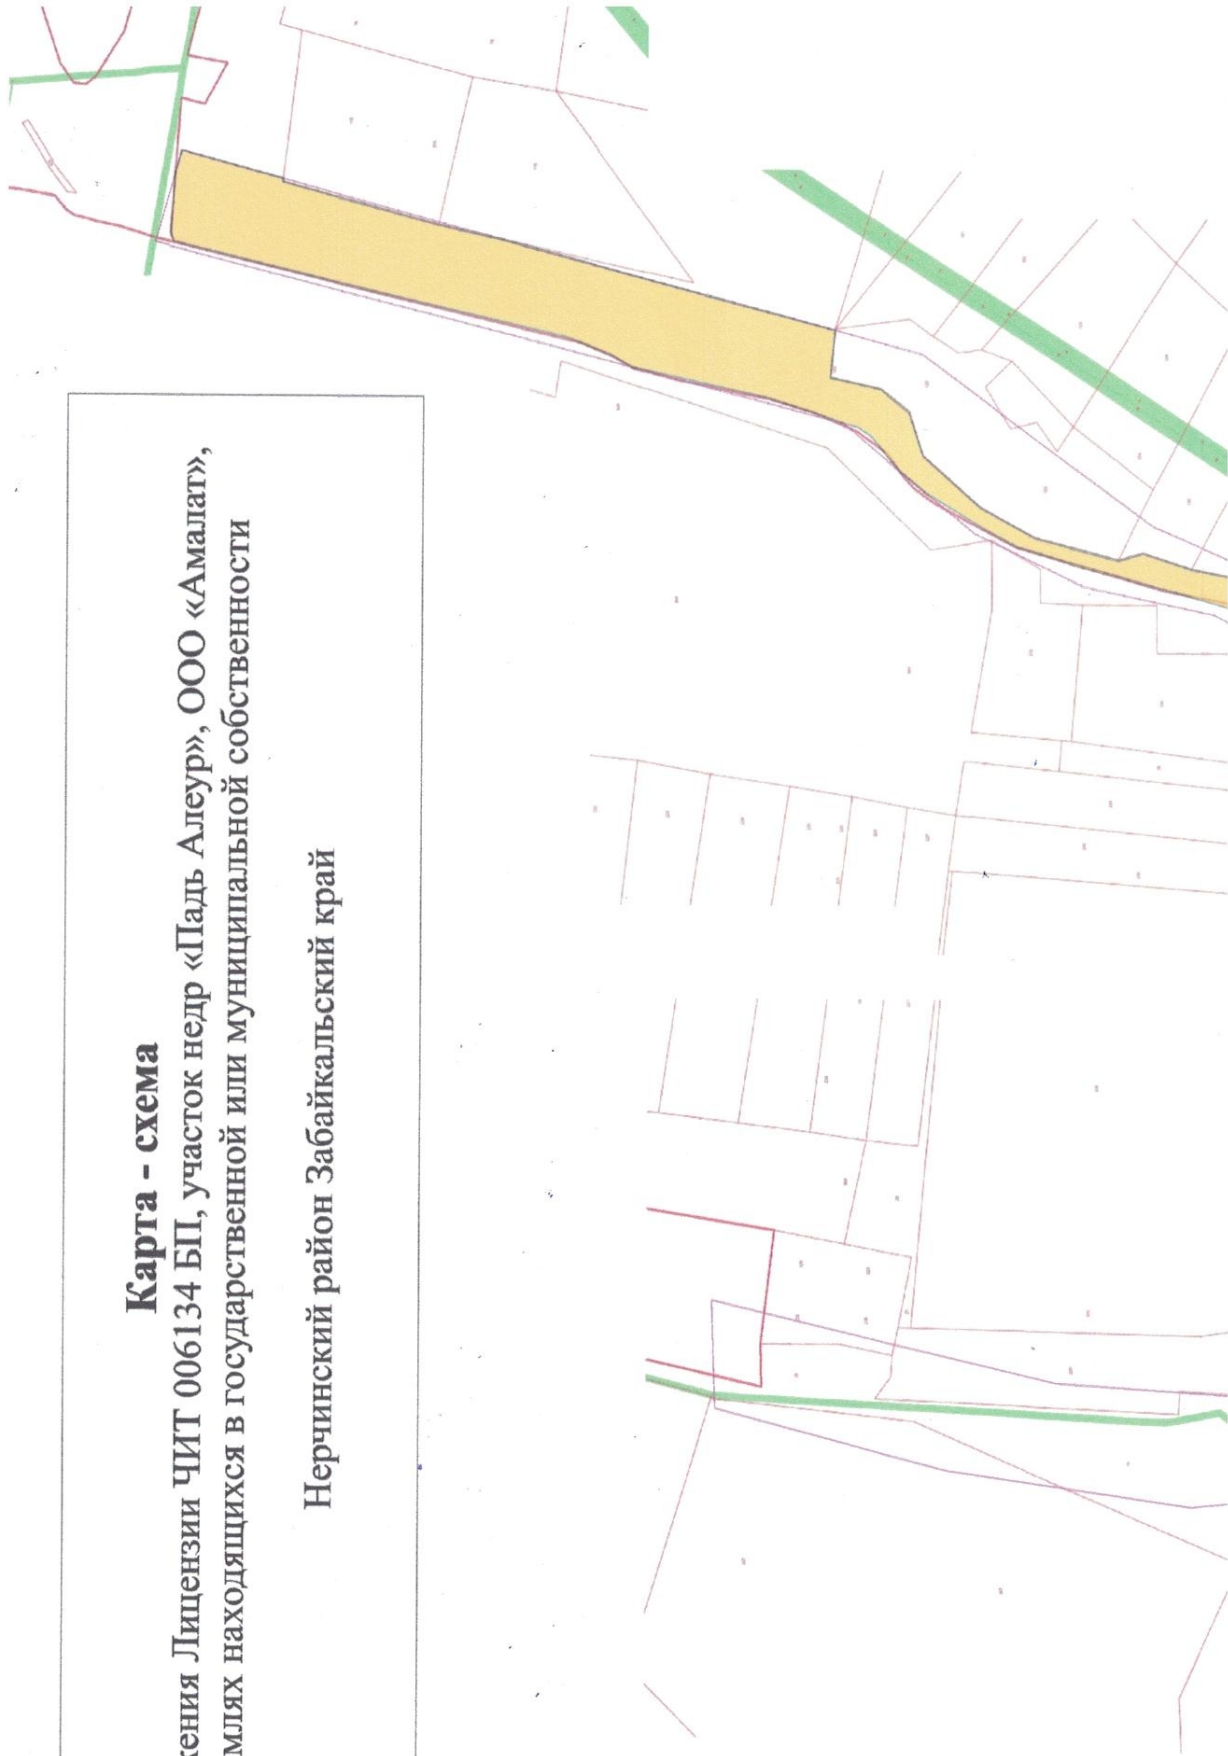 Карта - схема
жения Лицензии ЧИТ 006134 БП, участок недр «Падь Алеур», ООО «Амалат»,
млях находящихся в государственной или муниципальной собственности
Нерчинский район Забайкальский край